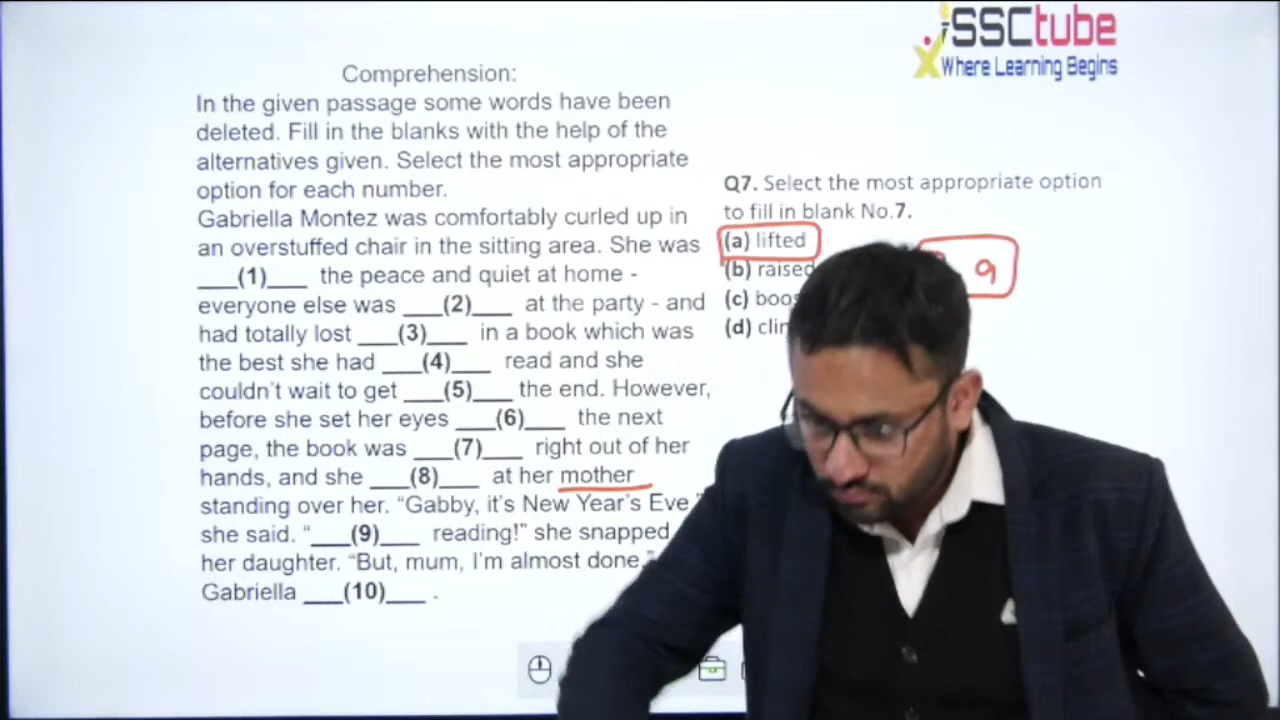 SSCtube
Where Learning Begins
Comprehension:
In the given passage some words have been
deleted. Fill in the blanks with the help of the
alternatives given. Select the most appropriate
option for each number.
Gabriella Montez was comfortably curled up in
an overstuffed chair in the sitting area. She was
___(1)___ the peace and quiet at home -
everyone else was ___(2)___ at the party - and
had totally lost ___(3)___ in a book which was
the best she had ___(4)___ read and she
couldn't wait to get ___(5)___ the end. However,
before she set her eyes ___(6)___ the next
page, the book was ___(7)___ right out of her
hands, and she ___(8)___ at her mother
standing over her. “Gabby, it's New Year's Eve,”
she said. “___(9)___ reading!” she snapped
her daughter. “But, mum, I'm almost done,”
Gabriella ___(10)___ .
Q7. Select the most appropriate option
to fill in blank No.7.
(a) lifted
(b) raised
(c)
(d)
9